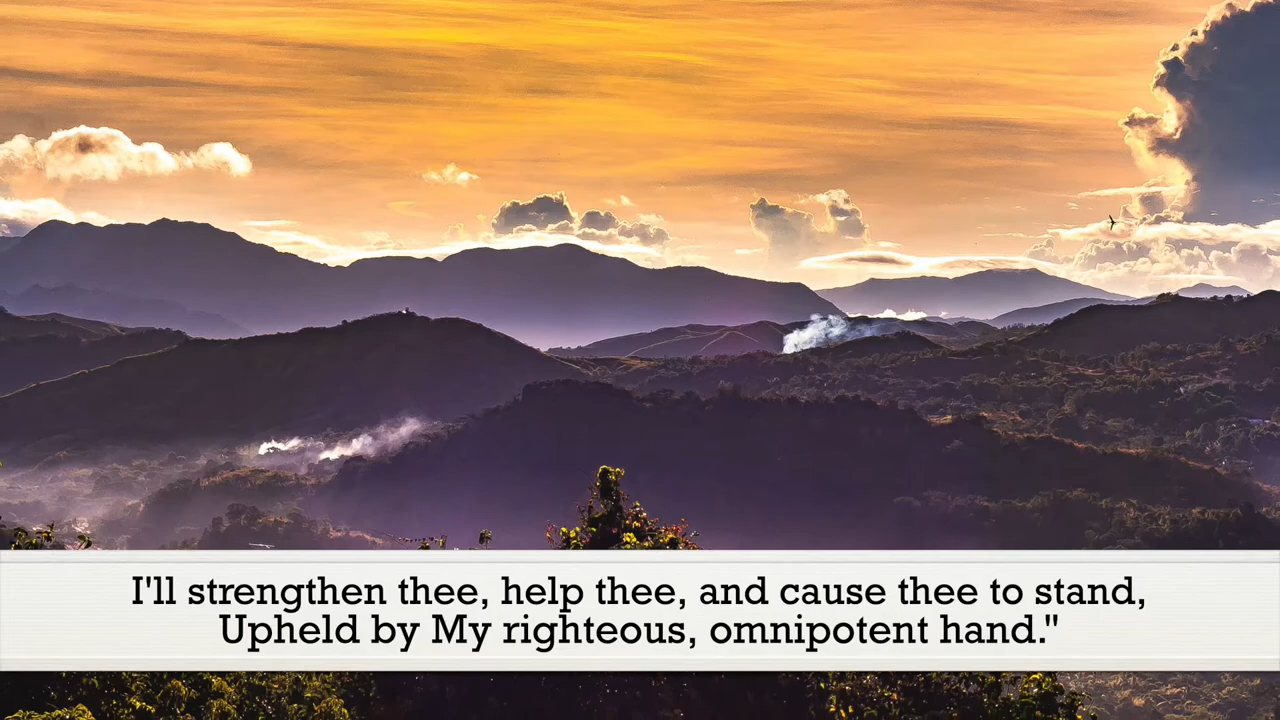 I'll strengthen thee, help thee, and cause thee to stand,
Upheld by My righteous, omnipotent hand."